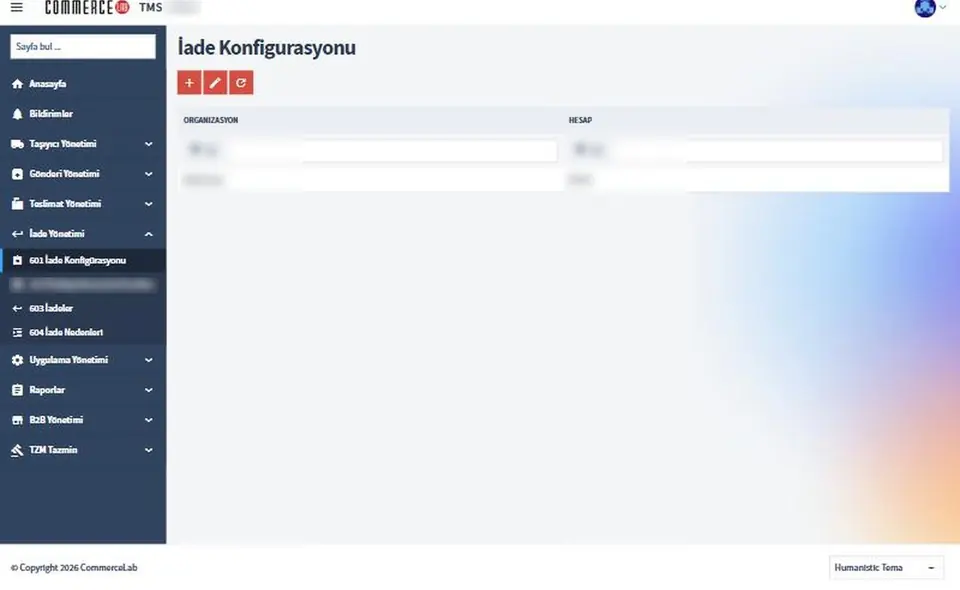 COMMERCE LAB TMS
Sayfa bul ...
Anasayfa
Bildirimler
Taşıyıcı Yönetimi
Gönderi Yönetimi
Teslimat Yönetimi
İade Yönetimi
601 İade Konfigürasyonu
603 İadeler
604 İade Nedenleri
Uygulama Yönetimi
Raporlar
B2B Yönetimi
TZM Tazmin
İade Konfigurasyonu
ORGANIZASYON HESAP
© Copyright 2026 CommerceLab
Humanistic Tema